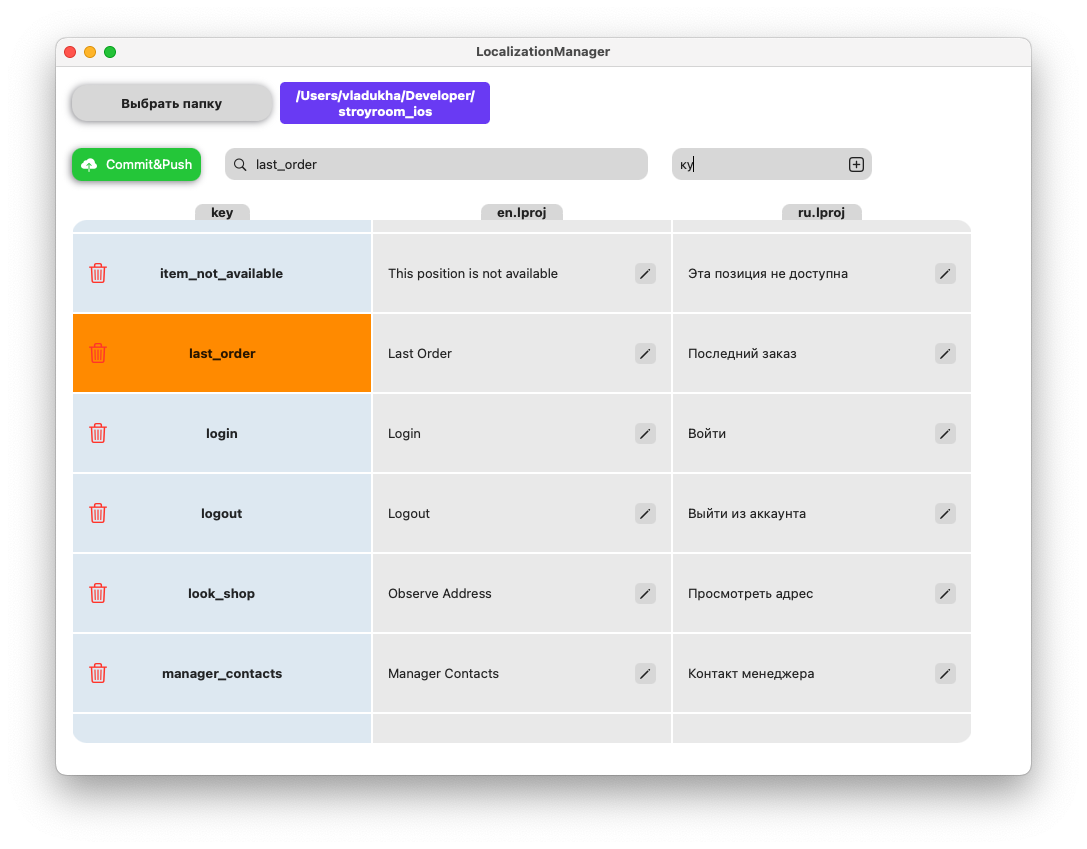 LocalizationManager
Выбрать папку
/Users/vladukha/Developer/
stroyroom_ios
Commit&Push
last_order
ку
key
en.lproj
ru.lproj
item_not_available
This position is not available
Эта позиция не доступна
last_order
Last Order
Последний заказ
login
Login
Войти
logout
Logout
Выйти из аккаунта
look_shop
Observe Address
Просмотреть адрес
manager_contacts
Manager Contacts
Контакт менеджера